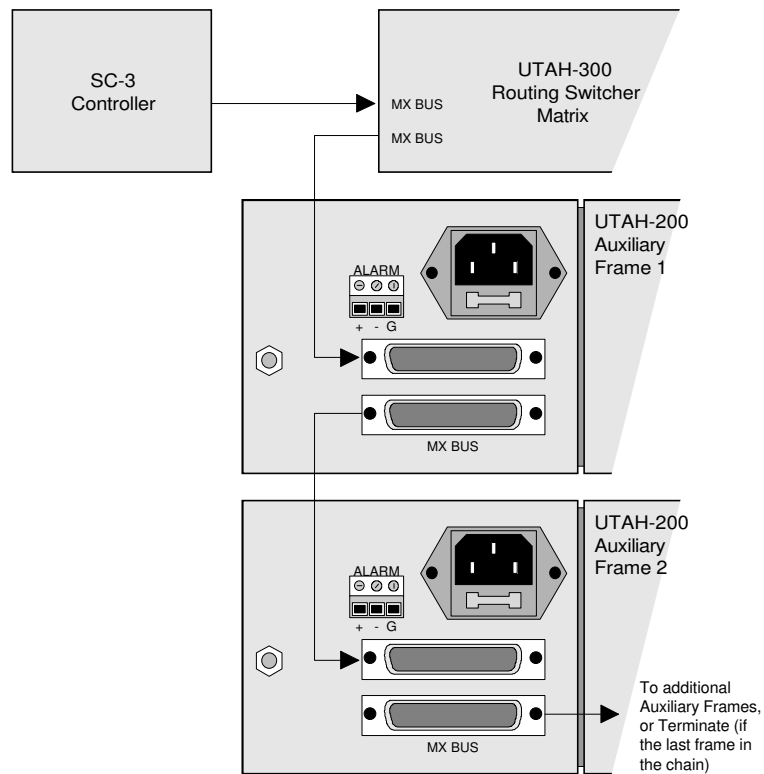 SC-3
Controller
UTAH-300
Routing Switcher
Matrix
MX BUS
MX BUS
UTAH-200
Auxiliary
Frame 1
ALARM
+ - G
MX BUS
UTAH-200
Auxiliary
Frame 2
ALARM
+ - G
MX BUS
To additional
Auxiliary Frames,
or Terminate (if
the last frame in
the chain)